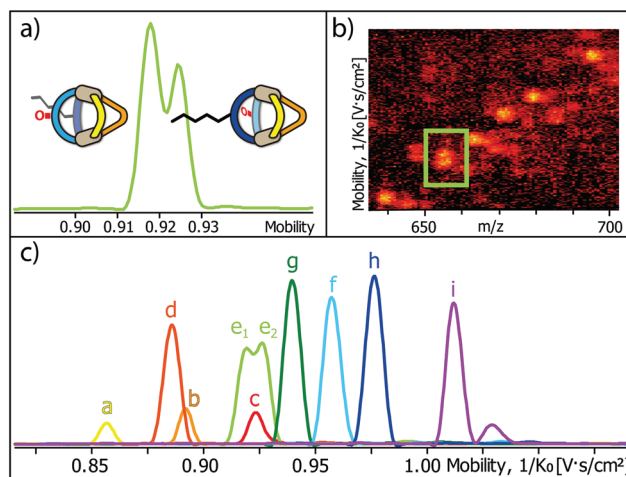 a)
O
O
0.90 0.91 0.92 0.93 Mobility
b)
Mobility, 1/K₀ [V·s/cm²]
650 m/z 700
c)
g
h
f
i
d
e₁ e₂
b
c
a
0.85 0.90 0.95 1.00 Mobility, 1/K₀ [V·s/cm²]